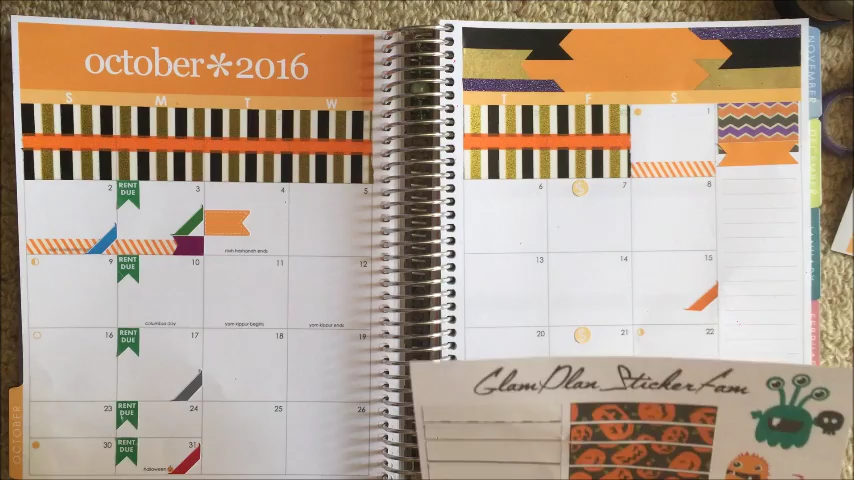 october*2016
S M T W
T F S
1
2 RENT DUE 3 4 5
6 7 8
rosh hashanah ends
9 RENT DUE 10 11 12
13 14 15
columbus day yom kippur begins yom kippur ends
16 RENT DUE 17 18 19
20 21 22
23 RENT DUE 24 25 26
30 RENT DUE 31
halloween
OCTOBER
NOVEMBER
GlamPlan StickerFam